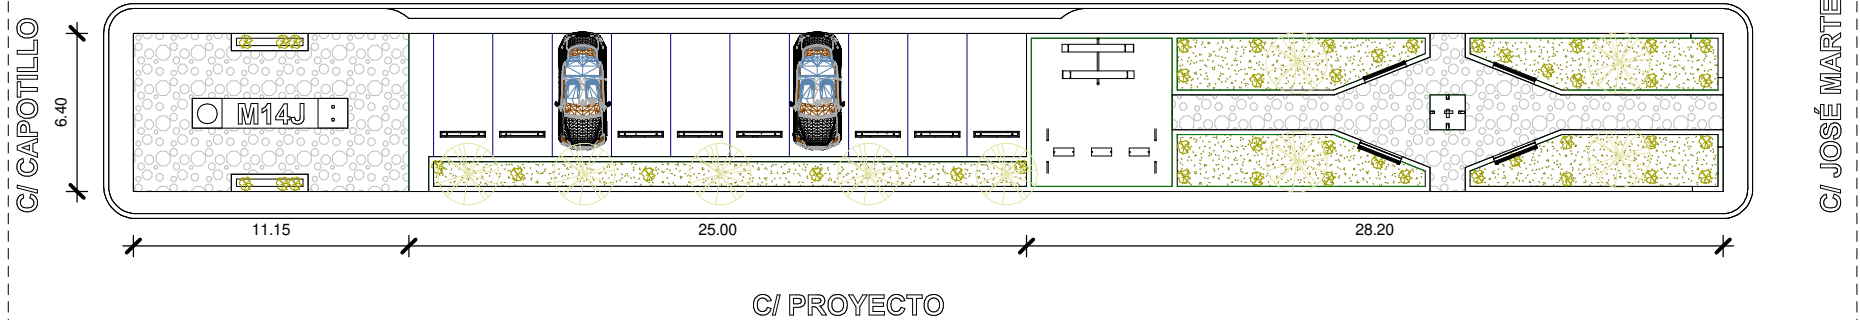 C/ CAPOTILLO
6.40
M14J
11.15
25.00
28.20
C/ PROYECTO
C/ JOSÉ MARTE